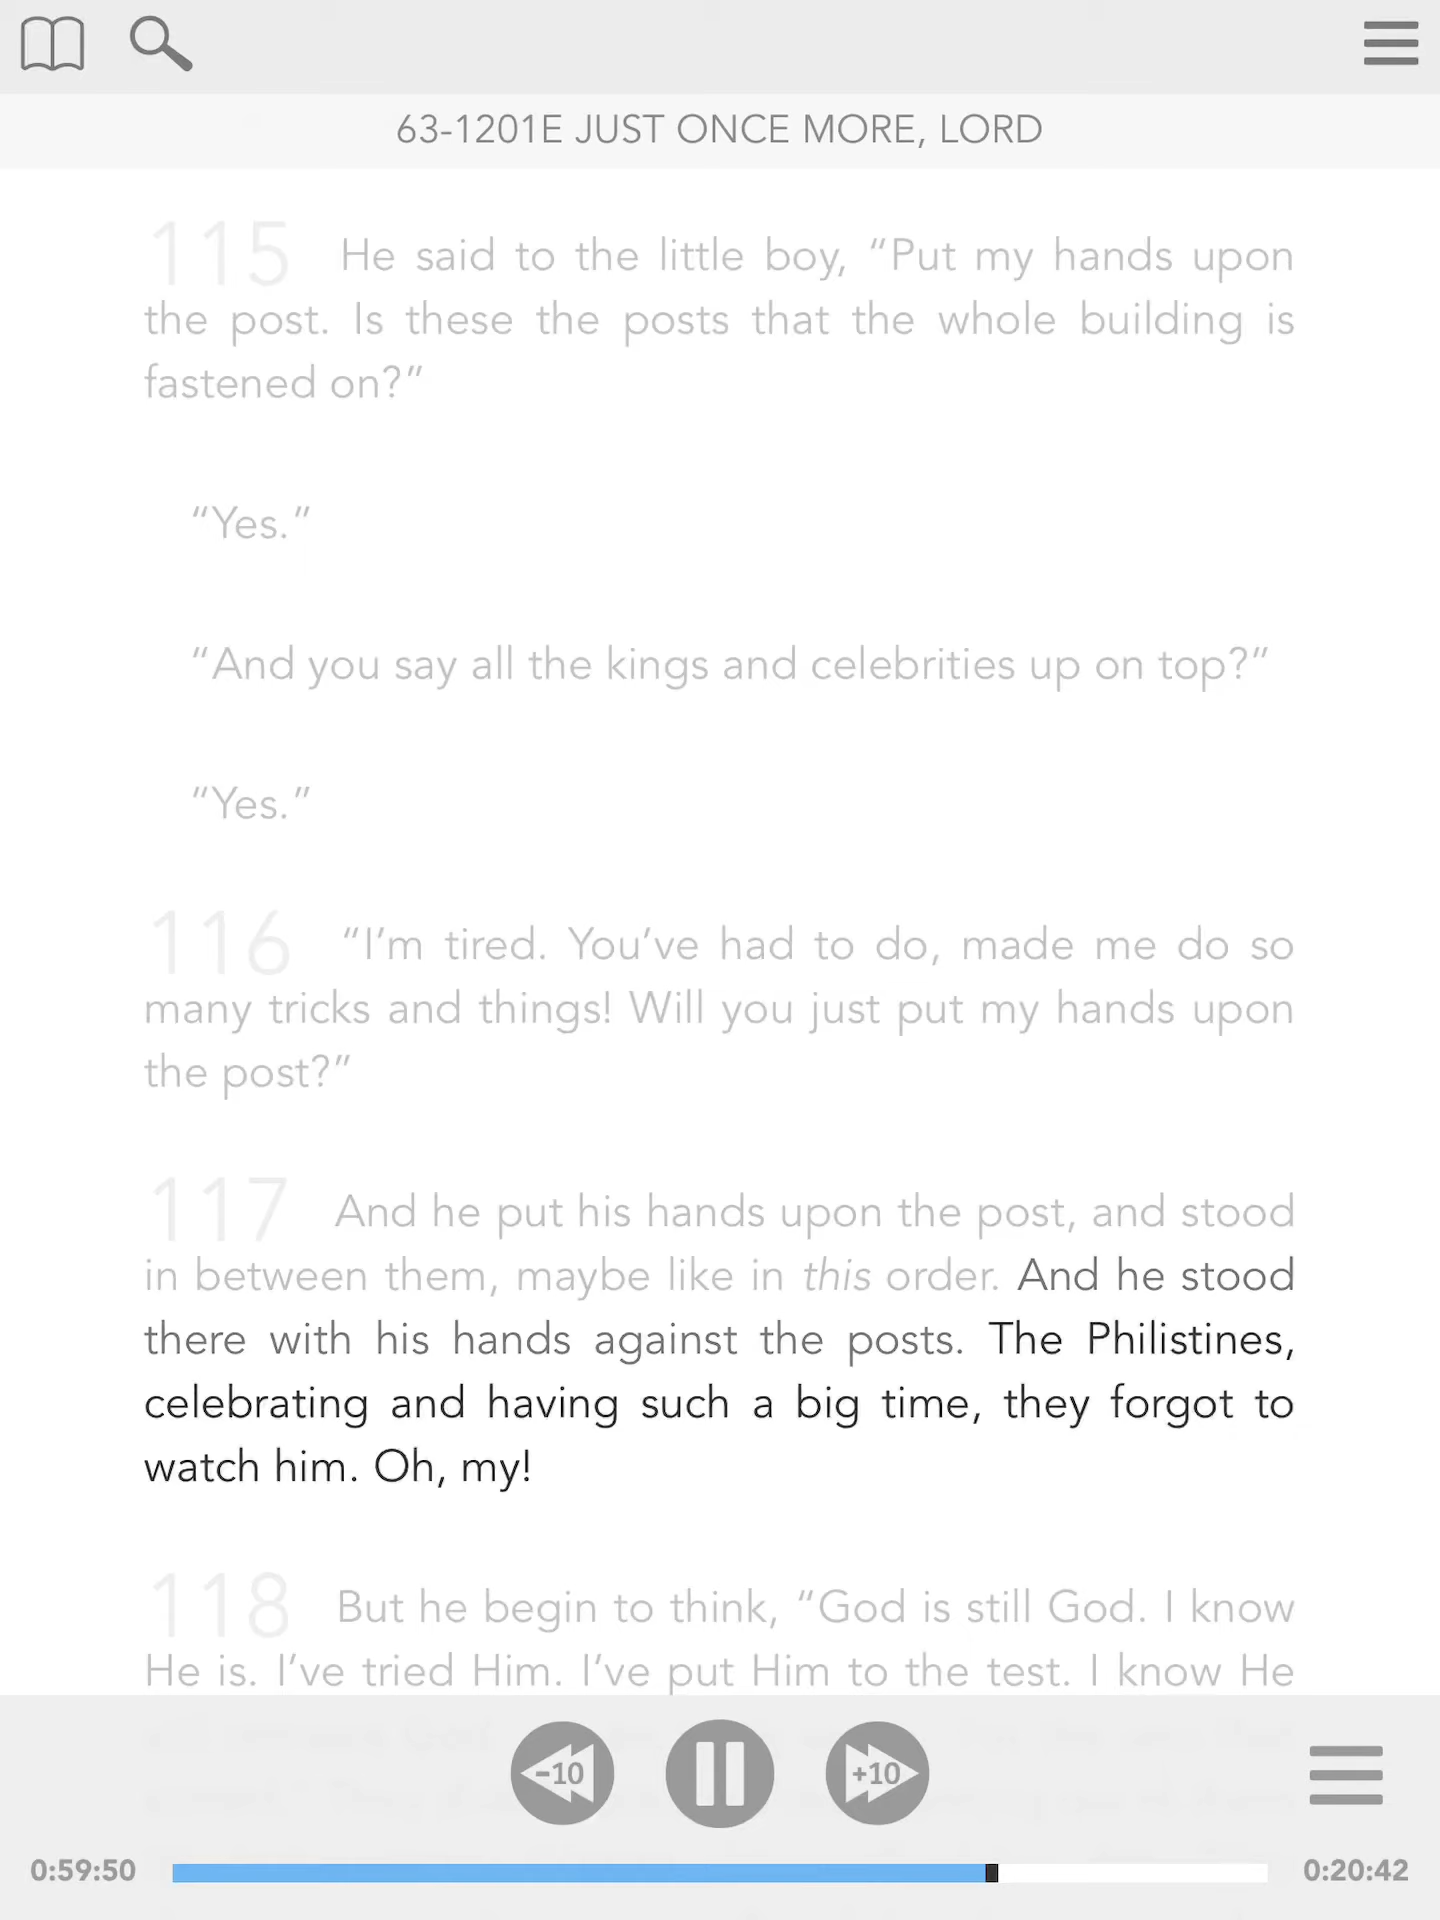 63-1201E JUST ONCE MORE, LORD
115 He said to the little boy, “Put my hands upon
the post. Is these the posts that the whole building is
fastened on?”
“Yes.”
“And you say all the kings and celebrities up on top?”
“Yes.”
116 “I’m tired. You’ve had to do, made me do so
many tricks and things! Will you just put my hands upon
the post?”
117 And he put his hands upon the post, and stood
in between them, maybe like in this order. And he stood
there with his hands against the posts. The Philistines,
celebrating and having such a big time, they forgot to
watch him. Oh, my!
118 But he begin to think, “God is still God. I know
He is. I’ve tried Him. I’ve put Him to the test. I know He
-10
+10
0:59:50
0:20:42